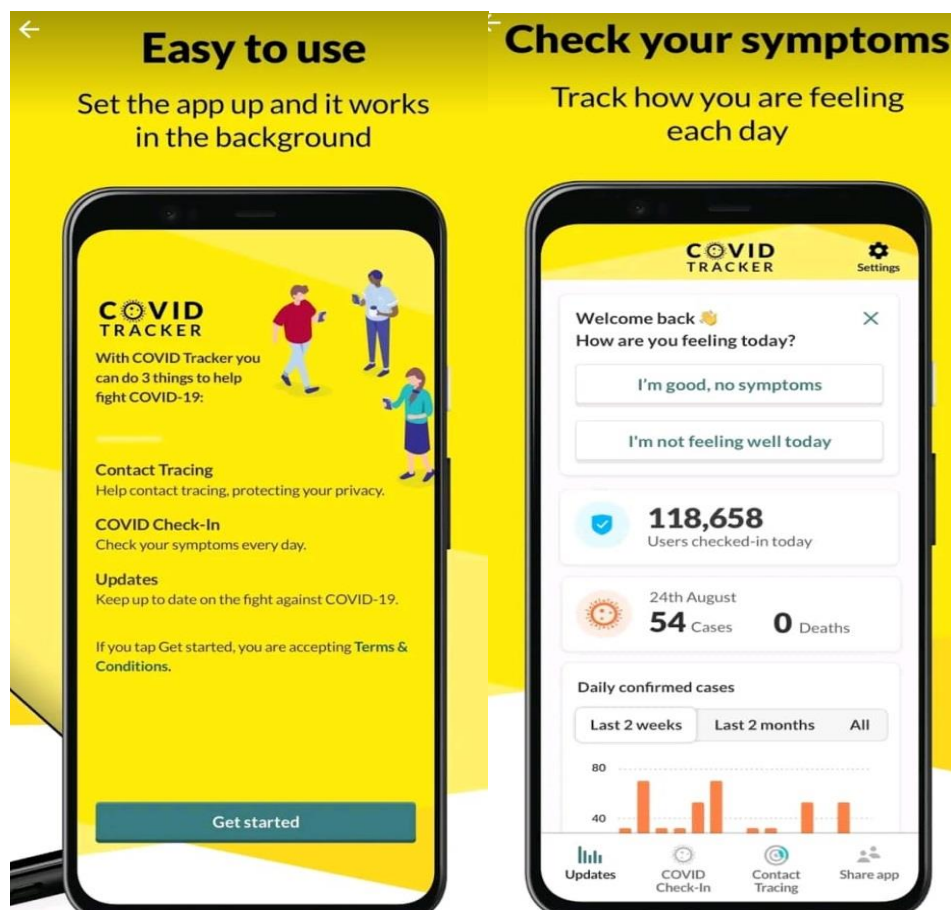 Easy to use
Set the app up and it works
in the background
COVID
TRACKER
With COVID Tracker you
can do 3 things to help
fight COVID-19:
Contact Tracing
Help contact tracing, protecting your privacy.
COVID Check-In
Check your symptoms every day.
Updates
Keep up to date on the fight against COVID-19.
If you tap Get started, you are accepting Terms &
Conditions.
Get started
Check your symptoms
Track how you are feeling
each day
COVID
TRACKER
Settings
Welcome back 👋
How are you feeling today?
I'm good, no symptoms
I'm not feeling well today
118,658
Users checked-in today
24th August
54 Cases 0 Deaths
Daily confirmed cases
Last 2 weeks Last 2 months All
80
40
Updates COVID Check-In Contact Tracing Share app